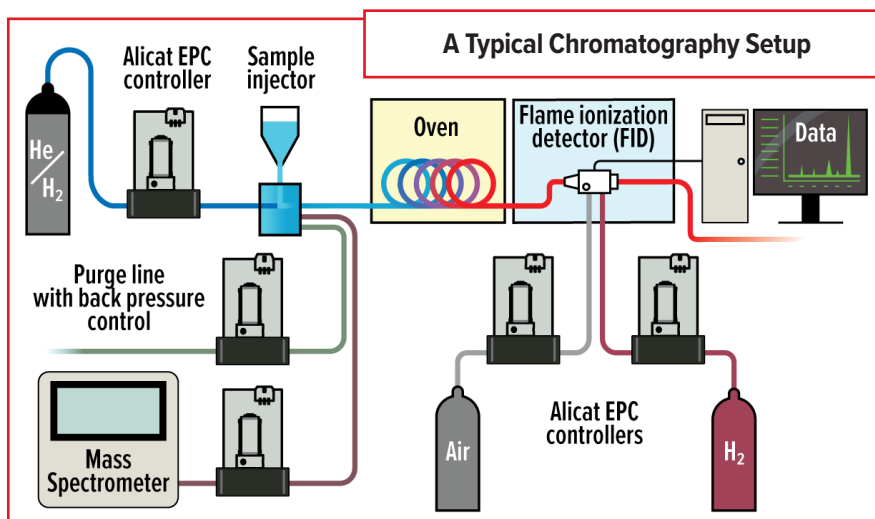 A Typical Chromatography Setup
Alicat EPC
controller
Sample
injector
Oven
Flame ionization
detector (FID)
Data
He/H₂
Purge line
with back pressure
control
Mass
Spectrometer
Air
Alicat EPC
controllers
H₂